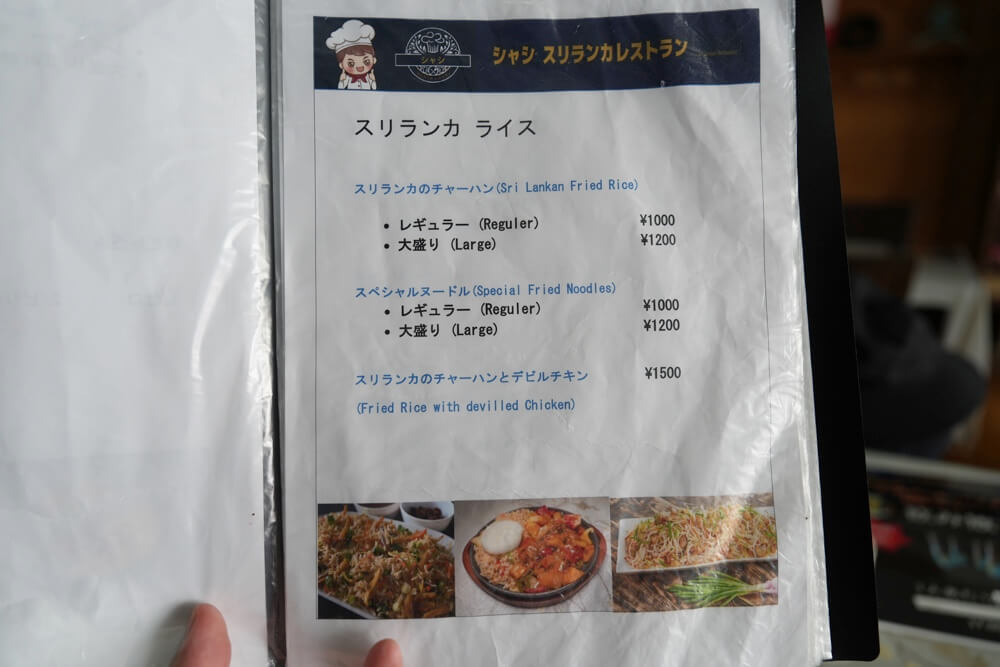 シャシ
シャシ スリランカレストラン
スリランカ ライス
スリランカのチャーハン(Sri Lankan Fried Rice)
• レギュラー (Reguler) ¥1000
• 大盛り (Large) ¥1200
スペシャルヌードル(Special Fried Noodles)
• レギュラー (Reguler) ¥1000
• 大盛り (Large) ¥1200
スリランカのチャーハンとデビルチキン ¥1500
(Fried Rice with devilled Chicken)